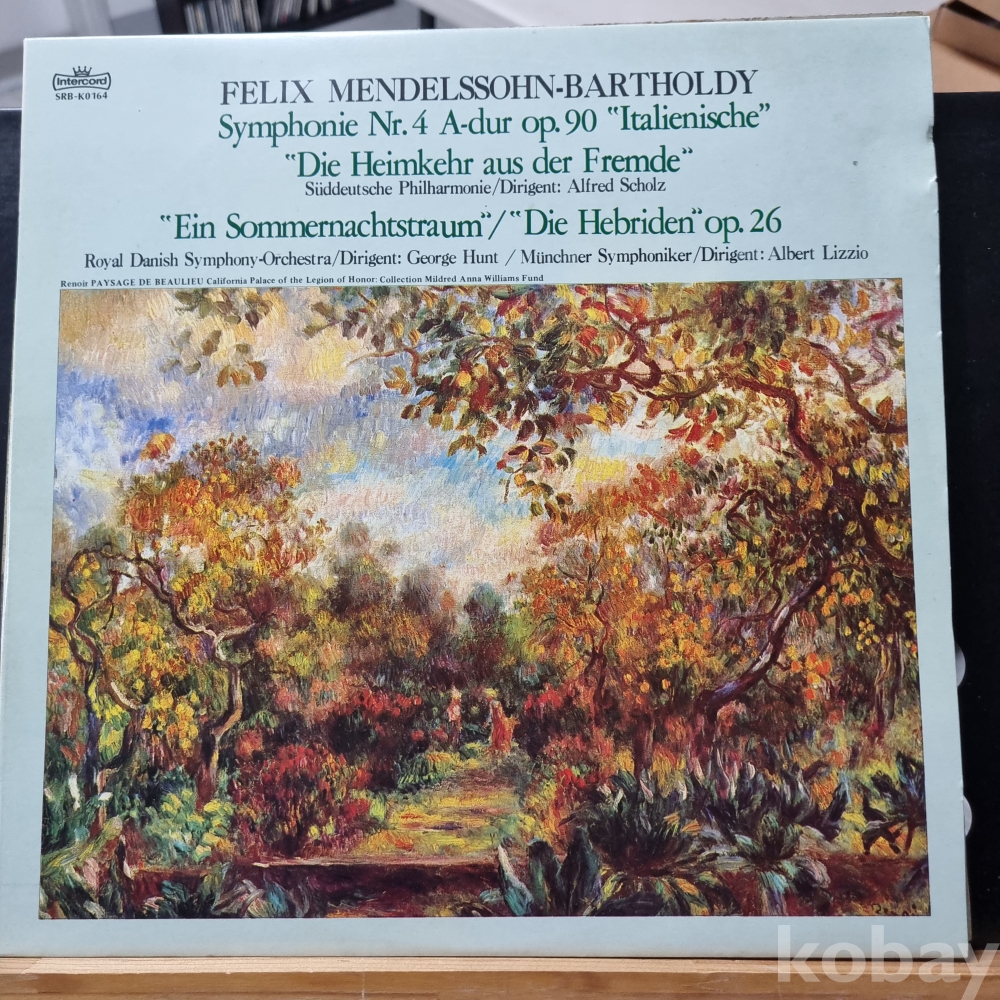 Intercord
SRB-K0164
FELIX MENDELSSOHN-BARTHOLDY
Symphonie Nr. 4 A-dur op. 90 "Italienische"
"Die Heimkehr aus der Fremde"
Süddeutsche Philharmonie/Dirigent: Alfred Scholz
"Ein Sommernachtstraum"/"Die Hebriden" op. 26
Royal Danish Symphony-Orchestra/Dirigent: George Hunt / Münchner Symphoniker/Dirigent: Albert Lizzio
Renoir PAYSAGE DE BEAULIEU California Palace of the Legion of Honor: Collection Mildred Anna Williams Fund
kobay